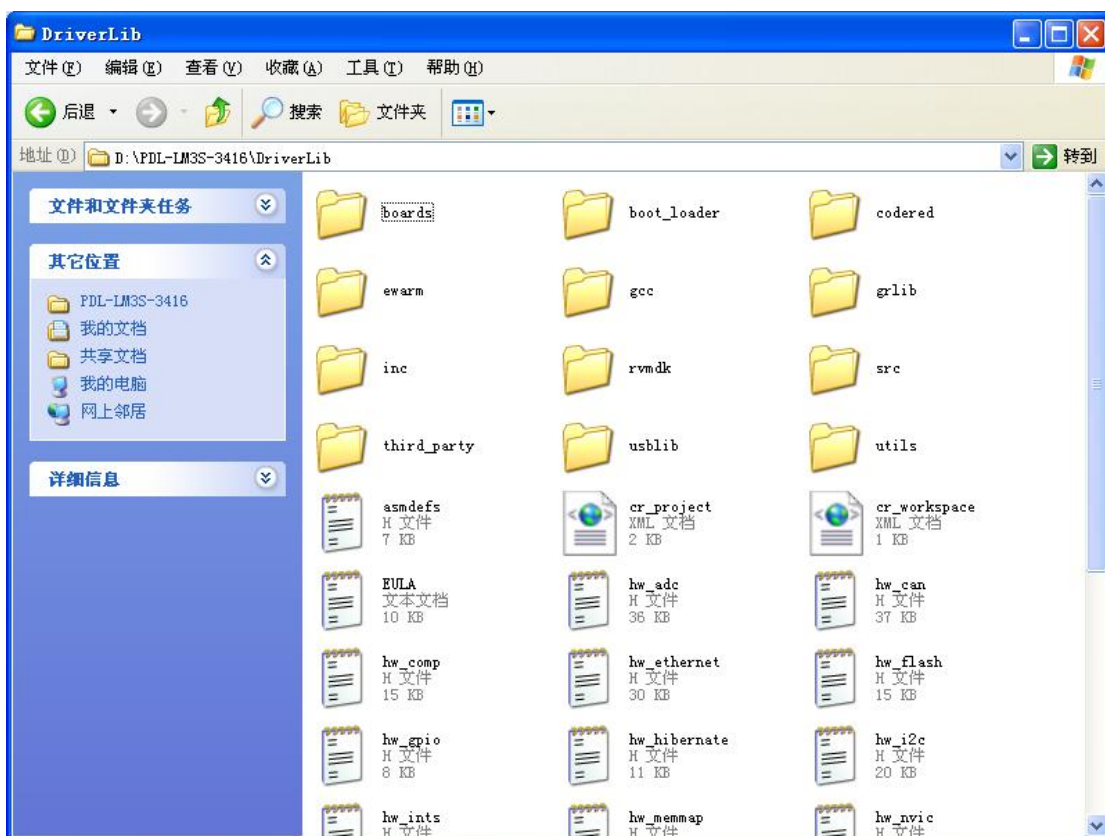 DriverLib
文件(F) 编辑(E) 查看(V) 收藏(A) 工具(T) 帮助(H)
后退 搜索 文件夹
地址(D) D:\PDL-LM3S-3416\DriverLib 转到
文件和文件夹任务
其它位置
PDL-LM3S-3416
我的文档
共享文档
我的电脑
网上邻居
详细信息
boards boot_loader codered
ewarm gcc grlib
inc rvmdk src
third_party usblib utils
asmdefs cr_project cr_workspace
H 文件 XML 文档 XML 文档
7 KB 2 KB 1 KB
EULA hw_adc hw_can
文本文档 H 文件 H 文件
10 KB 36 KB 37 KB
hw_comp hw_ethernet hw_flash
H 文件 H 文件 H 文件
15 KB 30 KB 15 KB
hw_gpio hw_hibernate hw_i2c
H 文件 H 文件 H 文件
8 KB 11 KB 20 KB
hw_ints hw_memmap hw_nvic
H 文件 H 文件 H 文件